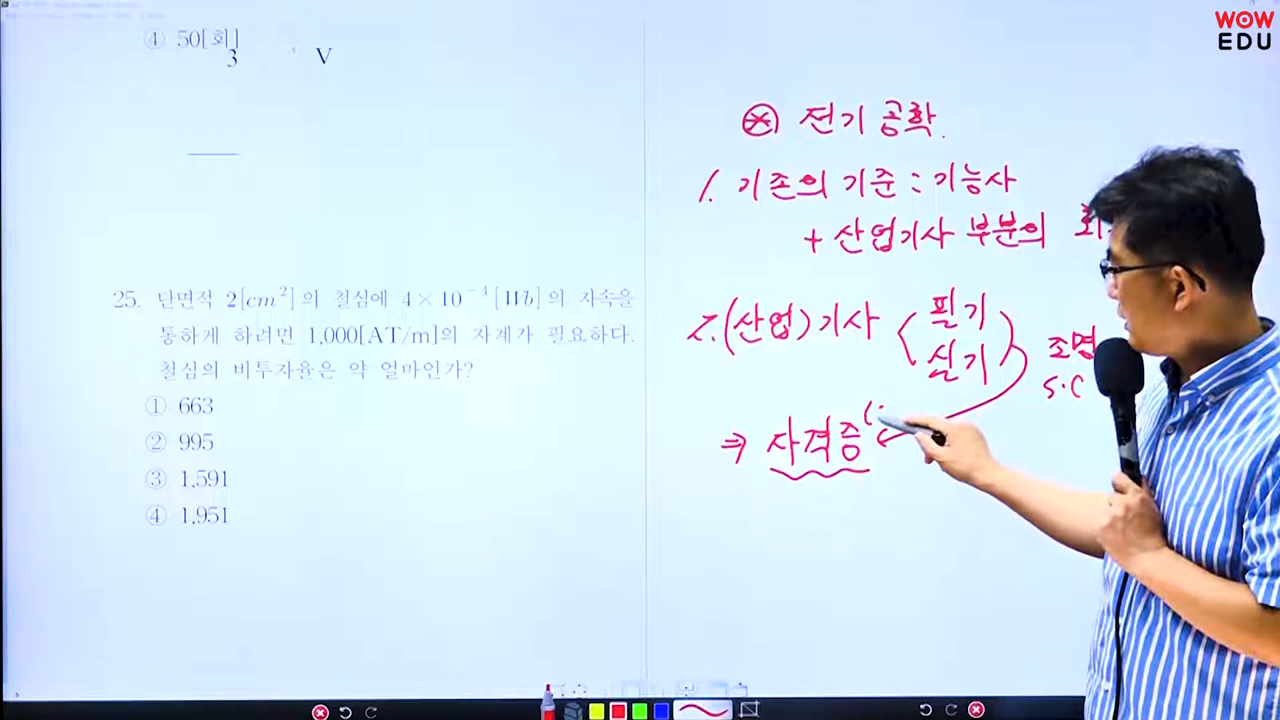 WOW
EDU
④ 50[회]
3 V
25. 단면적 2[cm²]의 철심에 4×10⁻⁴[Wb]의 자속을
통하게 하려면 1,000[AT/m]의 자계가 필요하다.
철심의 비투자율은 약 얼마인가?
① 663
② 995
③ 1,591
④ 1,951
⊛ 전기 공학.
1. 기존의 기준 : 기능사
+ 산업기사 부분의
2. (산업) 기사 ( 필기
실기 )
조명
S.C
⇒ 자격증 (